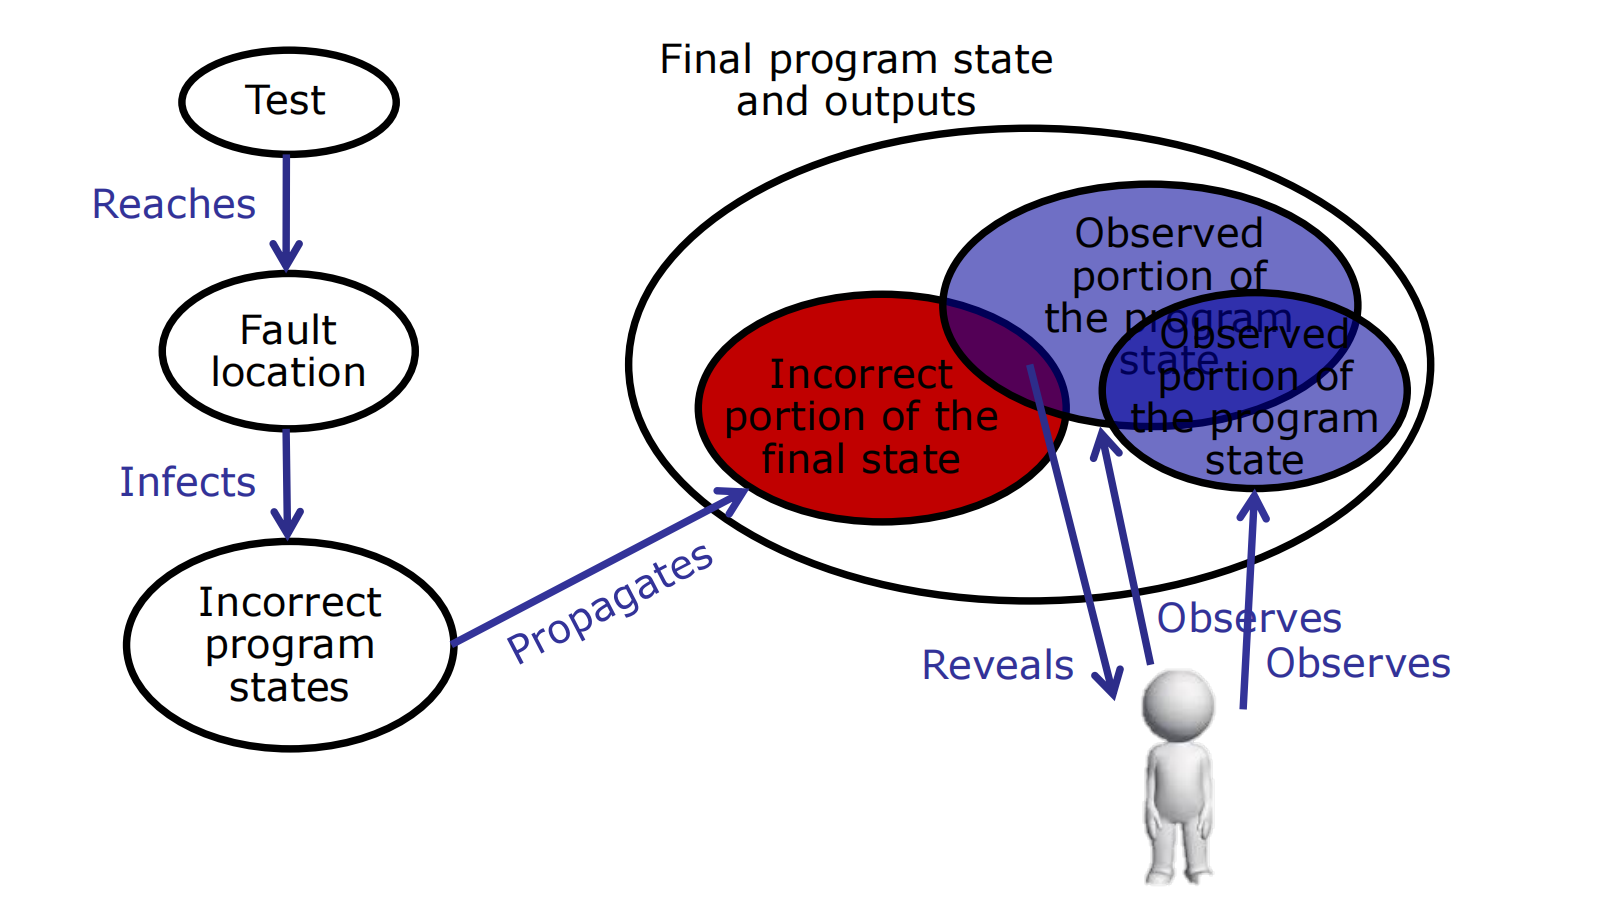 Test
Reaches
Fault
location
Infects
Incorrect
program
states
Propagates
Final program state
and outputs
Incorrect
portion of the
final state
Observed
portion of
the program
state
Observed
portion of
the program
state
Reveals
Observes
Observes